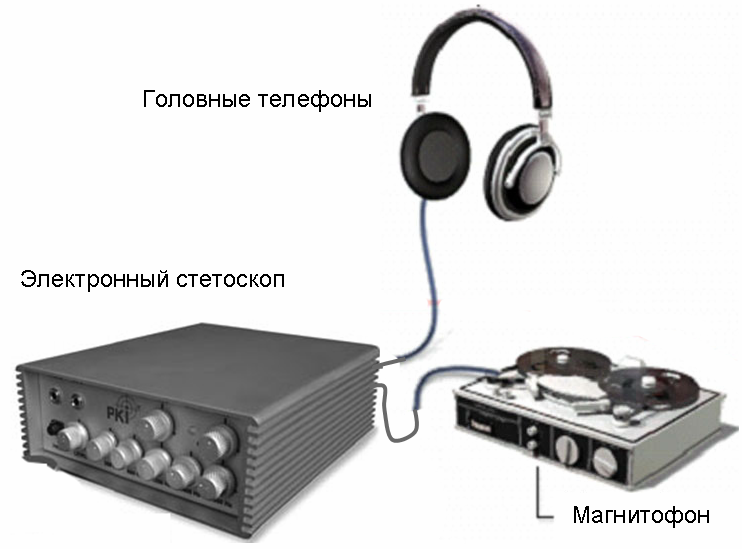 Головные телефоны
Электронный стетоскоп
PKI
Магнитофон